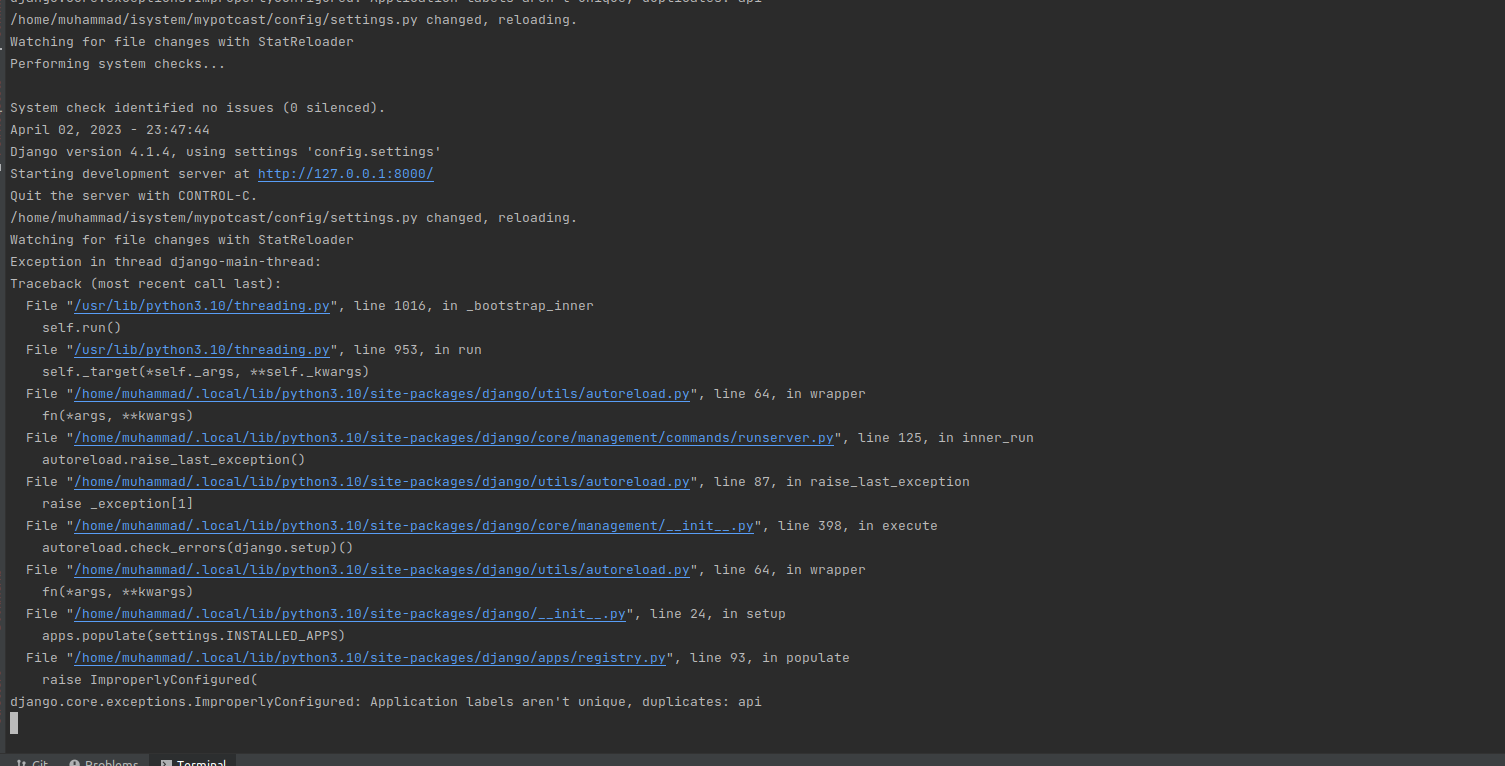 django.core.exceptions.ImproperlyConfigured: Application labels aren't unique, duplicates: api
/home/muhammad/isystem/mypotcast/config/settings.py changed, reloading.
Watching for file changes with StatReloader
Performing system checks...
System check identified no issues (0 silenced).
April 02, 2023 - 23:47:44
Django version 4.1.4, using settings 'config.settings'
Starting development server at http://127.0.0.1:8000/
Quit the server with CONTROL-C.
/home/muhammad/isystem/mypotcast/config/settings.py changed, reloading.
Watching for file changes with StatReloader
Exception in thread django-main-thread:
Traceback (most recent call last):
  File "/usr/lib/python3.10/threading.py", line 1016, in _bootstrap_inner
    self.run()
  File "/usr/lib/python3.10/threading.py", line 953, in run
    self._target(*self._args, **self._kwargs)
  File "/home/muhammad/.local/lib/python3.10/site-packages/django/utils/autoreload.py", line 64, in wrapper
    fn(*args, **kwargs)
  File "/home/muhammad/.local/lib/python3.10/site-packages/django/core/management/commands/runserver.py", line 125, in inner_run
    autoreload.raise_last_exception()
  File "/home/muhammad/.local/lib/python3.10/site-packages/django/utils/autoreload.py", line 87, in raise_last_exception
    raise _exception[1]
  File "/home/muhammad/.local/lib/python3.10/site-packages/django/core/management/__init__.py", line 398, in execute
    autoreload.check_errors(django.setup)()
  File "/home/muhammad/.local/lib/python3.10/site-packages/django/utils/autoreload.py", line 64, in wrapper
    fn(*args, **kwargs)
  File "/home/muhammad/.local/lib/python3.10/site-packages/django/__init__.py", line 24, in setup
    apps.populate(settings.INSTALLED_APPS)
  File "/home/muhammad/.local/lib/python3.10/site-packages/django/apps/registry.py", line 93, in populate
    raise ImproperlyConfigured(
django.core.exceptions.ImproperlyConfigured: Application labels aren't unique, duplicates: api
Git Problems Terminal